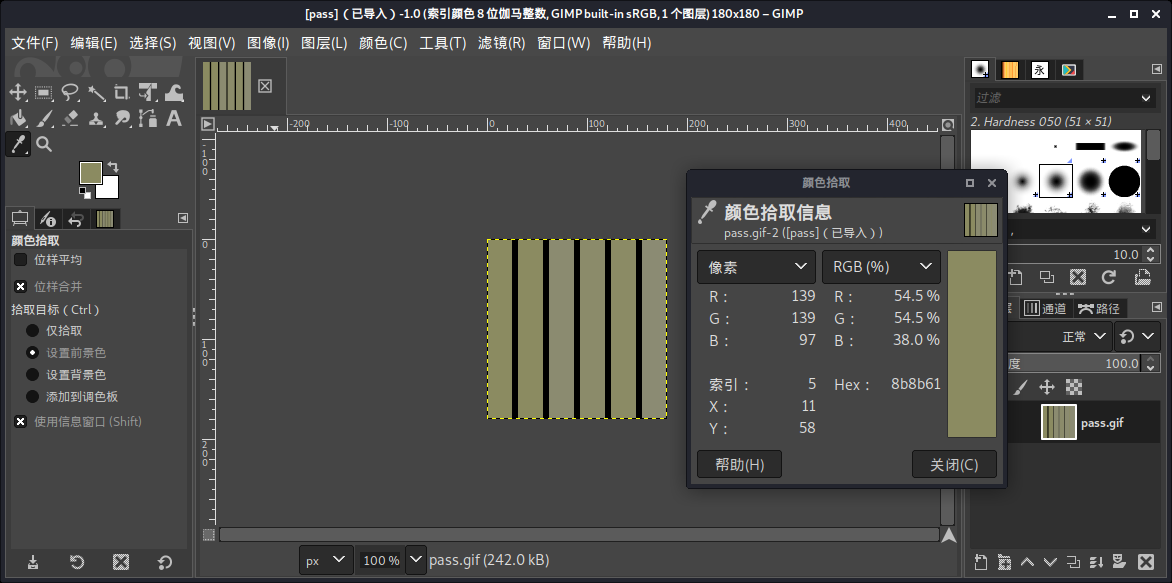 [pass]（已导入）-1.0 (索引颜色 8 位伽马整数, GIMP built-in sRGB, 1 个图层) 180x180 – GIMP
文件(F) 编辑(E) 选择(S) 视图(V) 图像(I) 图层(L) 颜色(C) 工具(T) 滤镜(R) 窗口(W) 帮助(H)
颜色拾取
位样平均
位样合并
拾取目标（Ctrl）
仅拾取
设置前景色
设置背景色
添加到调色板
使用信息窗口 (Shift)
-200 -100 0 100 200 300 400
100
0
100
200
px 100 % pass.gif (242.0 kB)
颜色拾取
颜色拾取信息
pass.gif-2 ([pass]（已导入）)
像素 RGB (%)
R： 139 R： 54.5 %
G： 139 G： 54.5 %
B： 97 B： 38.0 %
索引： 5 Hex： 8b8b61
X： 11
Y： 58
帮助(H) 关闭(C)
永
过滤
2. Hardness 050 (51 × 51)
10.0
通道 路径
正常
度 100.0
pass.gif